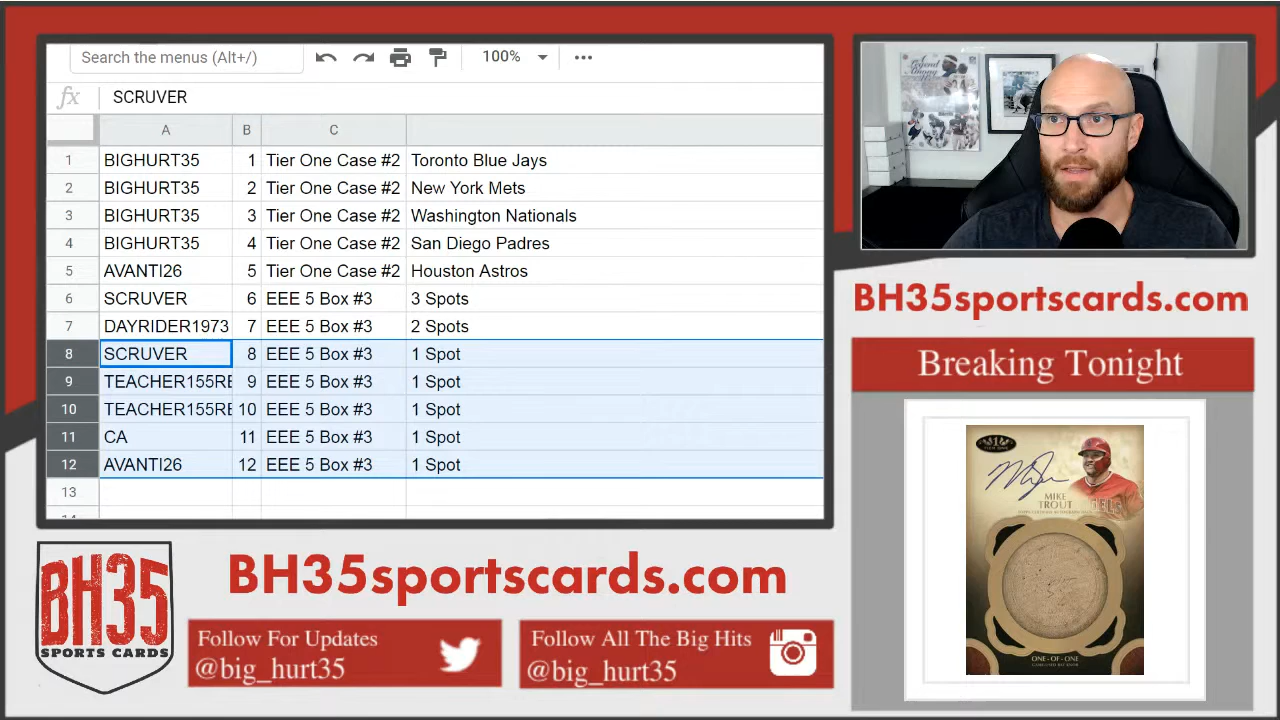 Search the menus (Alt+/)
100%
fx SCRUVER
A B C
1 BIGHURT35 1 Tier One Case #2 Toronto Blue Jays
2 BIGHURT35 2 Tier One Case #2 New York Mets
3 BIGHURT35 3 Tier One Case #2 Washington Nationals
4 BIGHURT35 4 Tier One Case #2 San Diego Padres
5 AVANTI26 5 Tier One Case #2 Houston Astros
6 SCRUVER 6 EEE 5 Box #3 3 Spots
7 DAYRIDER1973 7 EEE 5 Box #3 2 Spots
8 SCRUVER 8 EEE 5 Box #3 1 Spot
9 TEACHER155RE 9 EEE 5 Box #3 1 Spot
10 TEACHER155RE 10 EEE 5 Box #3 1 Spot
11 CA 11 EEE 5 Box #3 1 Spot
12 AVANTI26 12 EEE 5 Box #3 1 Spot
13
BH35sportscards.com
Breaking Tonight
TIER ONE
MIKE
TROUT
ONE-OF-ONE
BH35
SPORTS CARDS
BH35sportscards.com
Follow For Updates
@big_hurt35
Follow All The Big Hits
@big_hurt35